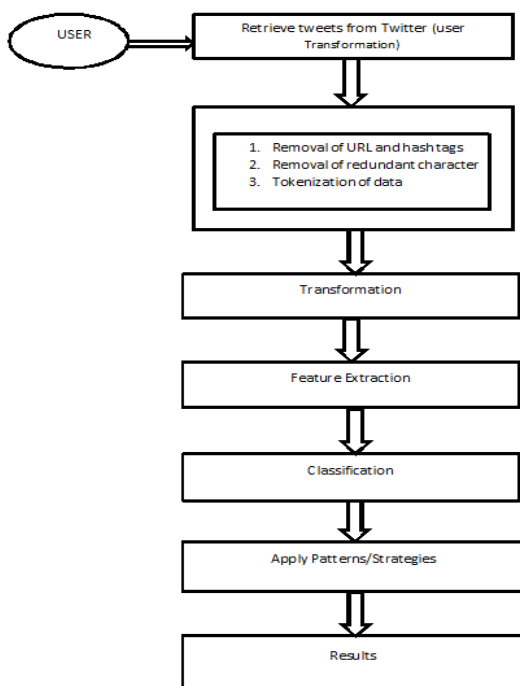 USER
Retrieve tweets from Twitter (user
Transformation)
1. Removal of URL and hash tags
2. Removal of redundant character
3. Tokenization of data
Transformation
Feature Extraction
Classification
Apply Patterns/Strategies
Results